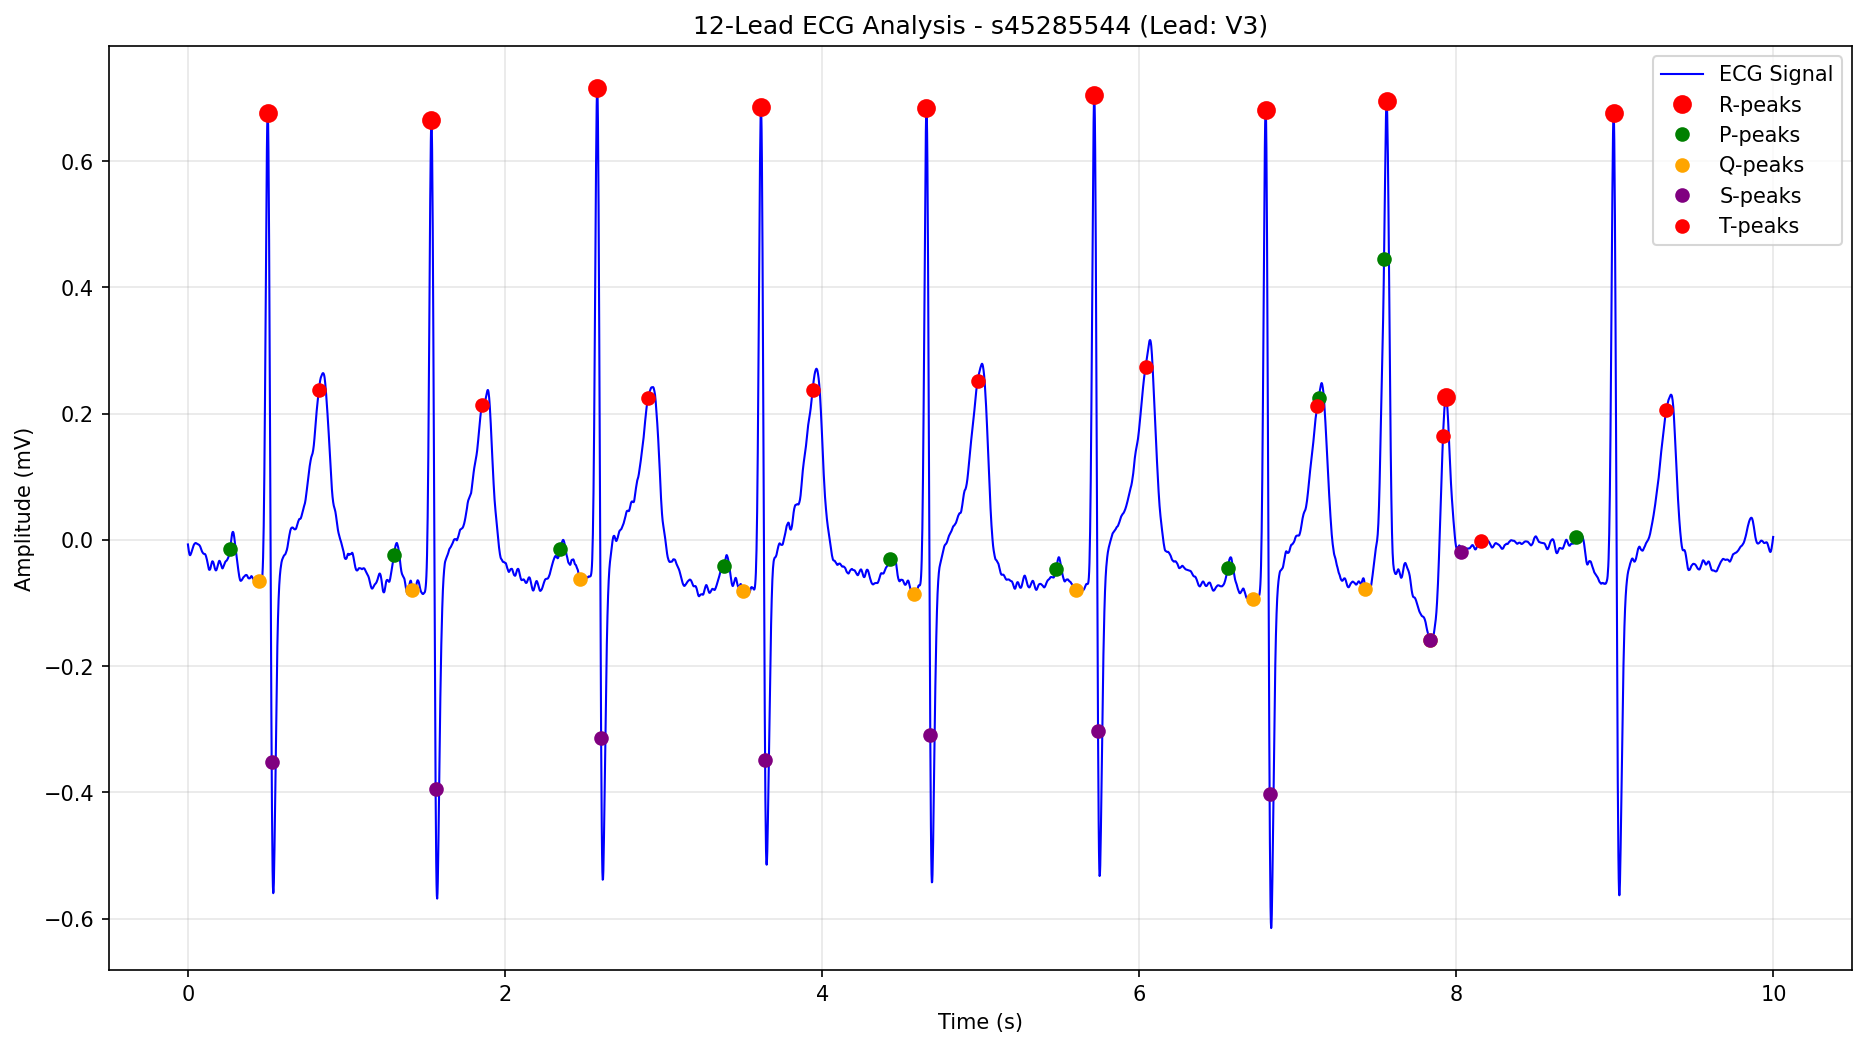 12-Lead ECG Analysis - s45285544 (Lead: V3)
ECG Signal
R-peaks
P-peaks
Q-peaks
S-peaks
T-peaks
Amplitude (mV)
0.6
0.4
0.2
0.0
−0.2
−0.4
−0.6
0 2 4 6 8 10
Time (s)